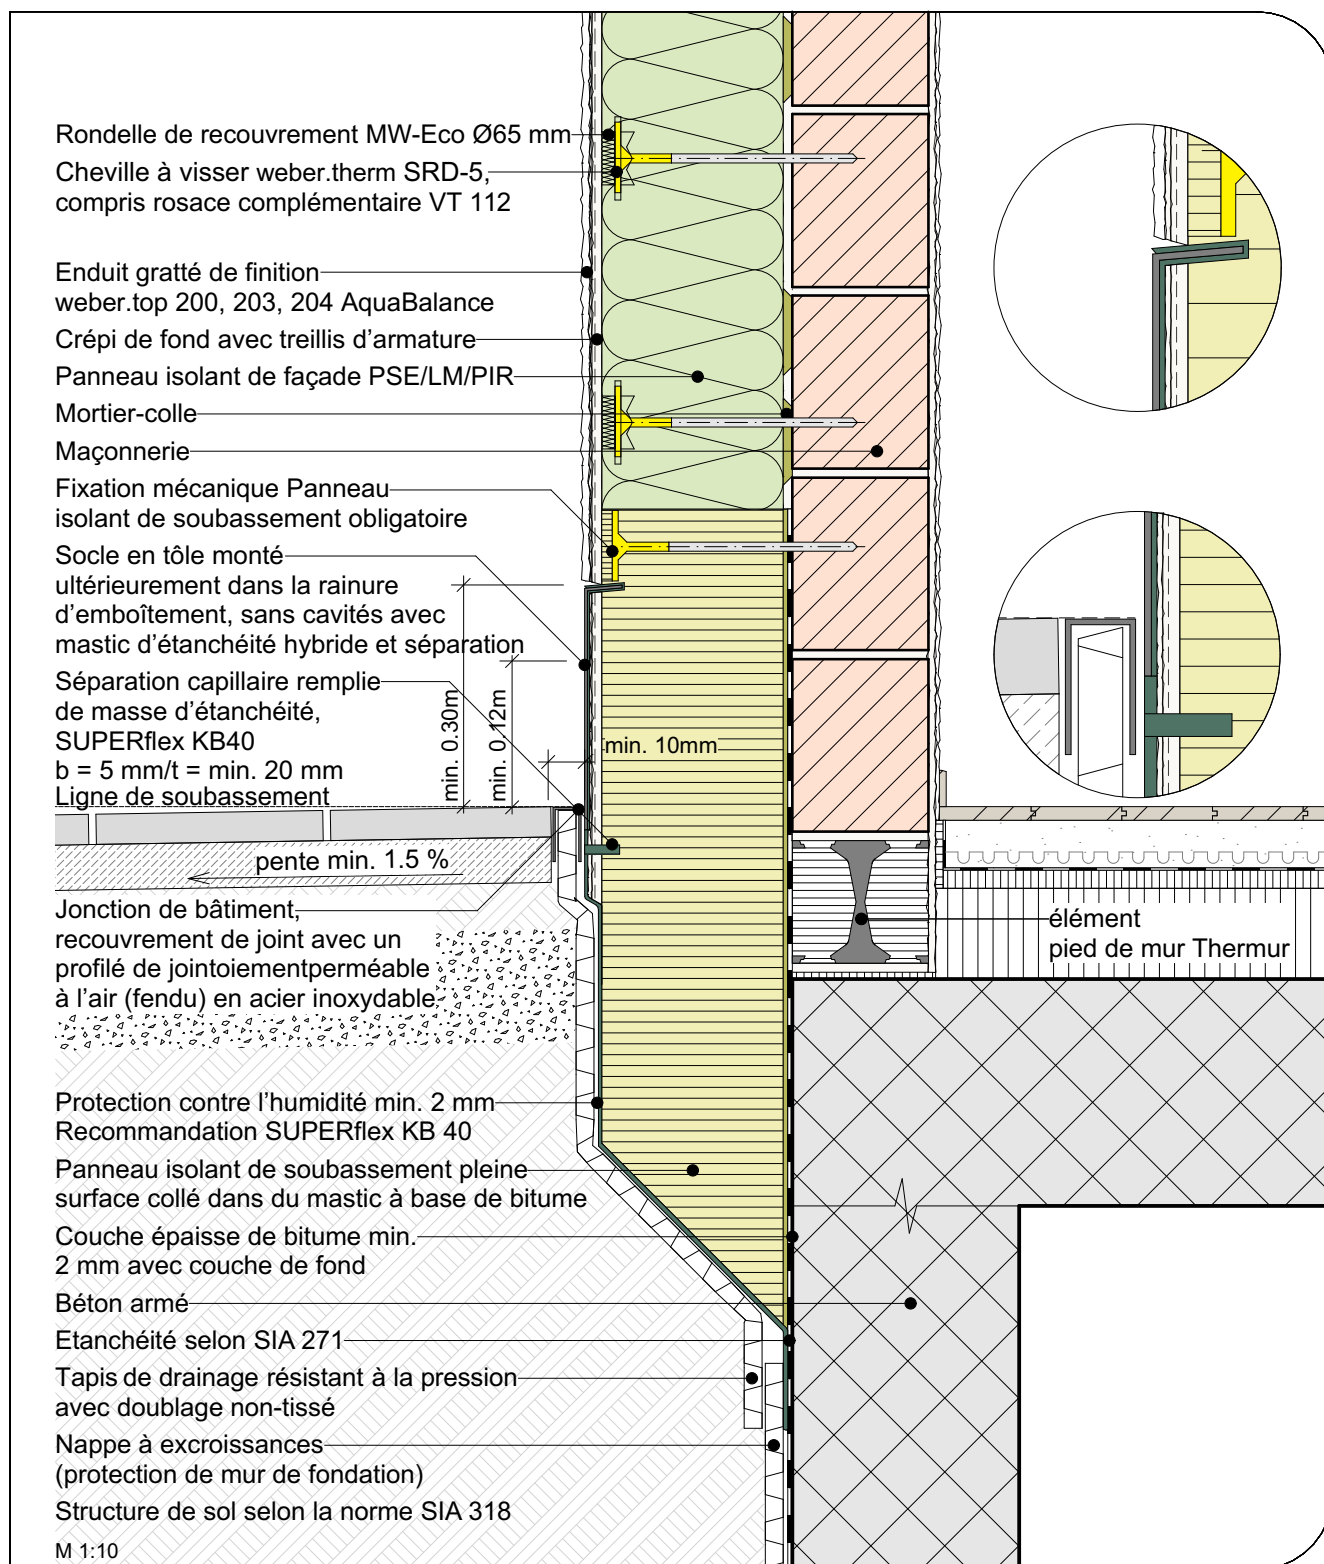 Rondelle de recouvrement MW-Eco Ø65 mm
Cheville à visser weber.therm SRD-5,
compris rosace complémentaire VT 112
Enduit gratté de finition
weber.top 200, 203, 204 AquaBalance
Crépi de fond avec treillis d’armature
Panneau isolant de façade PSE/LM/PIR
Mortier-colle
Maçonnerie
Fixation mécanique Panneau
isolant de soubassement obligatoire
Socle en tôle monté
ultérieurement dans la rainure
d’emboîtement, sans cavités avec
mastic d’étanchéité hybride et séparation
Séparation capillaire remplie
de masse d’étanchéité,
SUPERflex KB40
b = 5 mm/t = min. 20 mm
Ligne de soubassement
min. 0.30m
min. 0.12m
min. 10mm
pente min. 1.5 %
Jonction de bâtiment,
recouvrement de joint avec un
profilé de jointoiementperméable
à l’air (fendu) en acier inoxydable
élément
pied de mur Thermur
Protection contre l’humidité min. 2 mm
Recommandation SUPERflex KB 40
Panneau isolant de soubassement pleine
surface collé dans du mastic à base de bitume
Couche épaisse de bitume min.
2 mm avec couche de fond
Béton armé
Etanchéité selon SIA 271
Tapis de drainage résistant à la pression
avec doublage non-tissé
Nappe à excroissances
(protection de mur de fondation)
Structure de sol selon la norme SIA 318
M 1:10